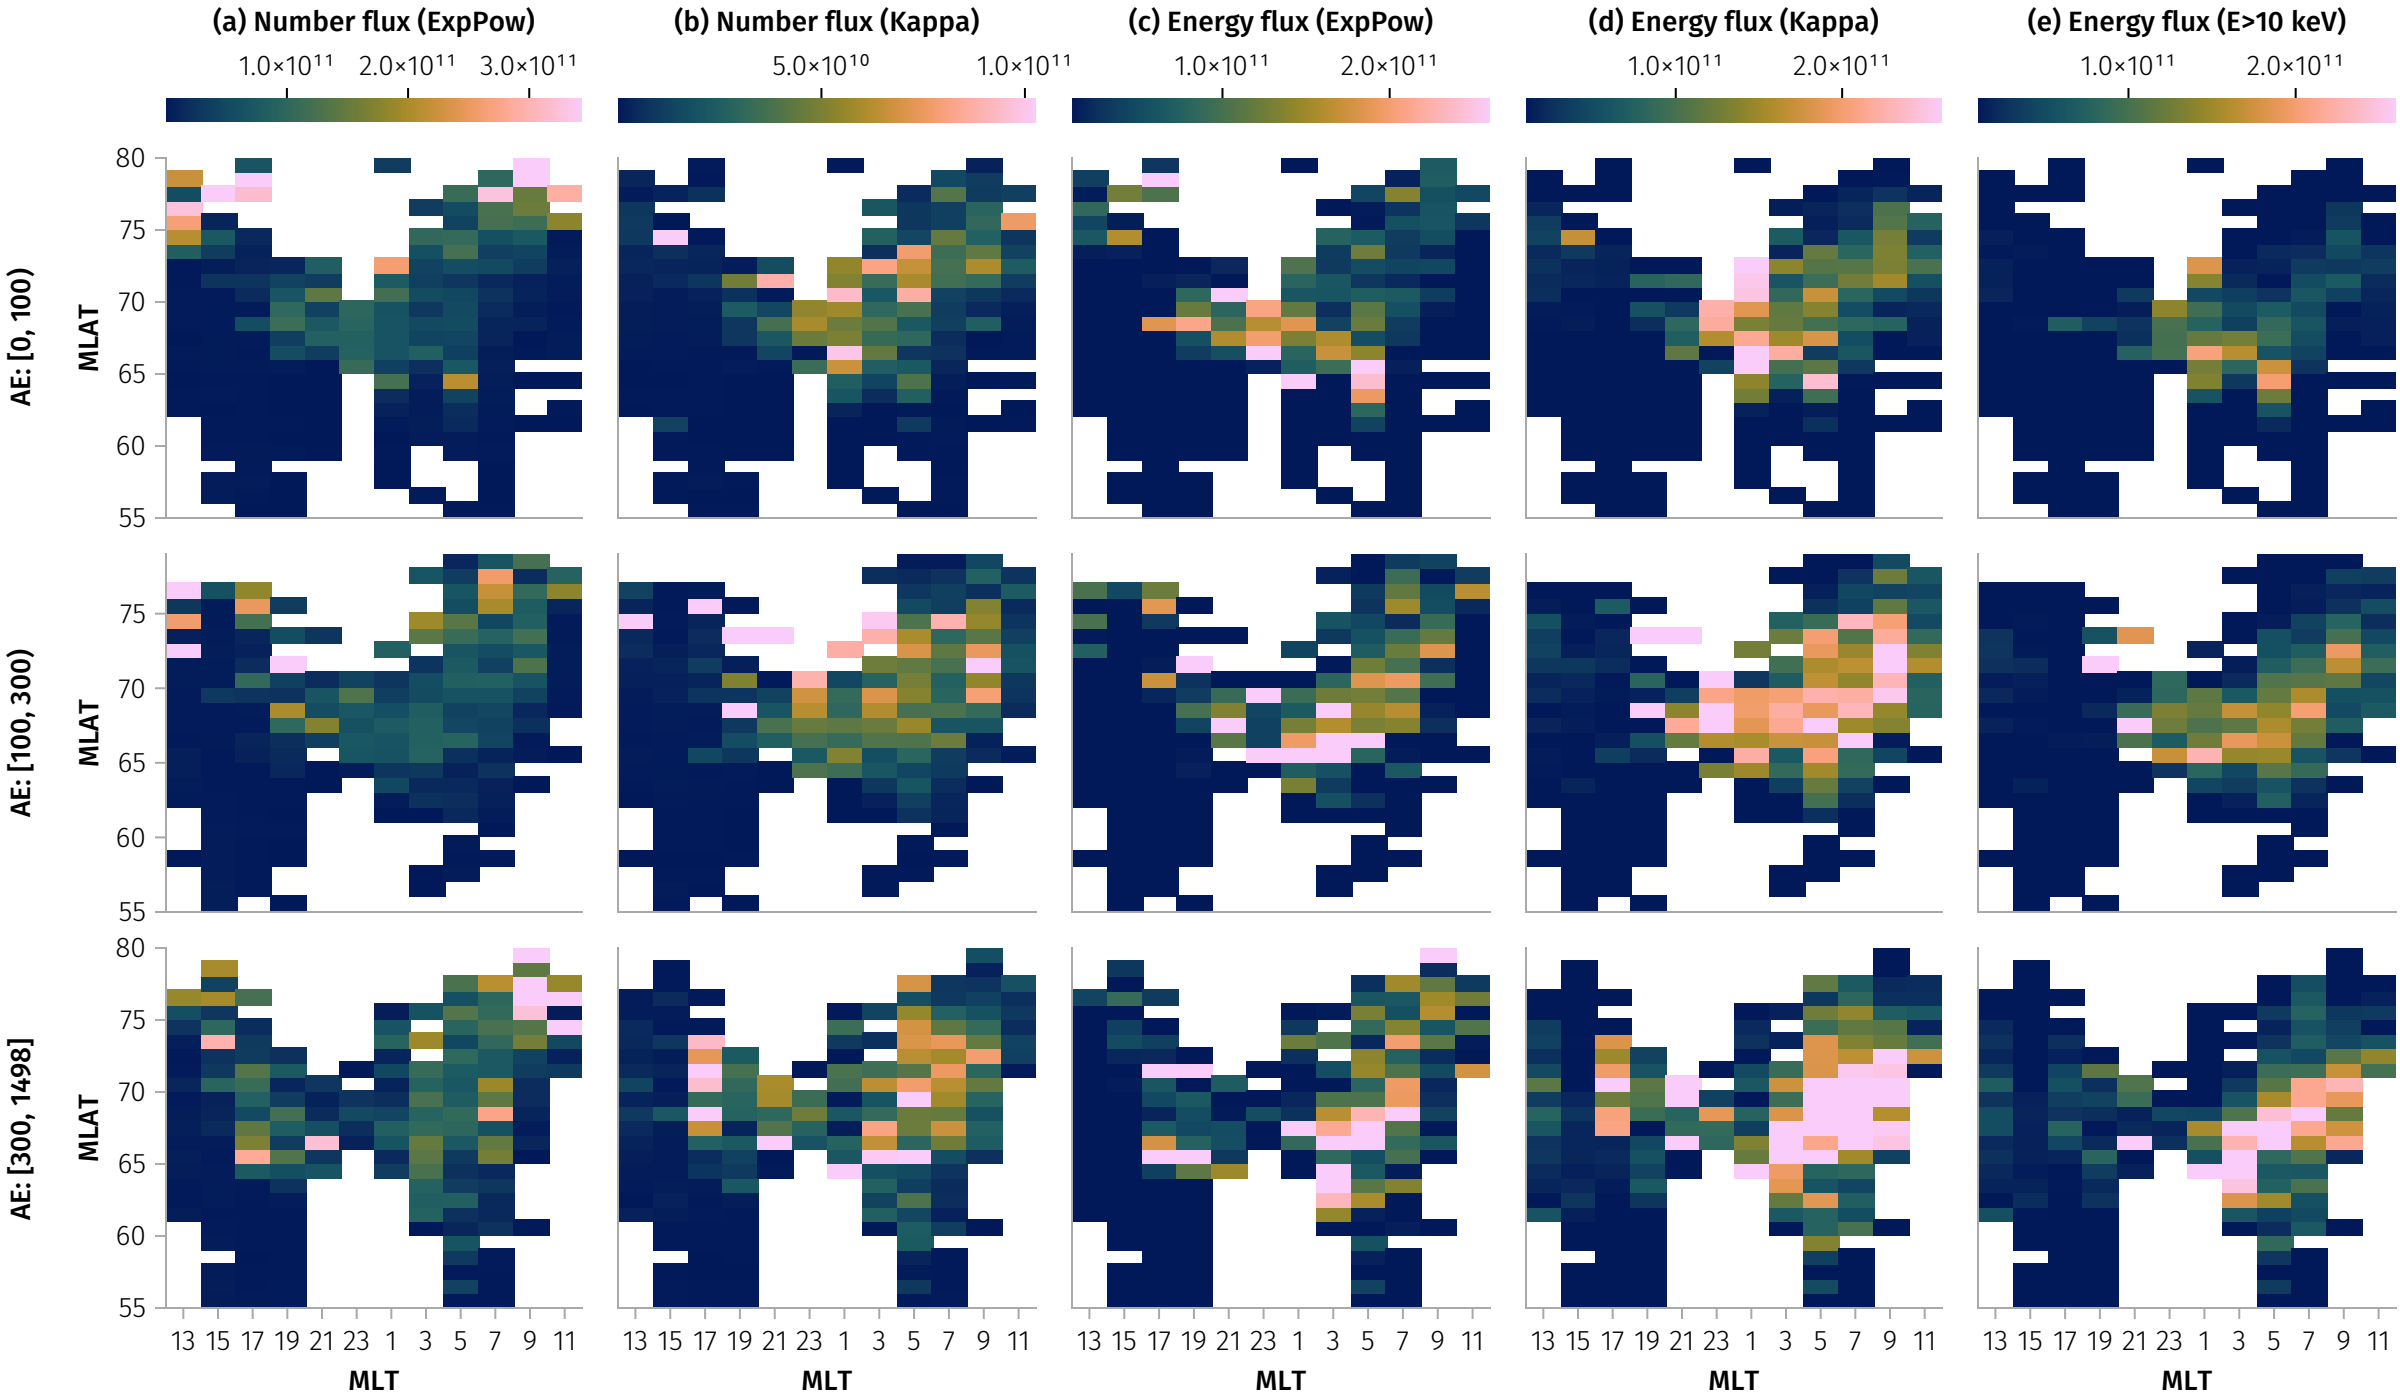 (a) Number flux (ExpPow) (b) Number flux (Kappa) (c) Energy flux (ExpPow) (d) Energy flux (Kappa) (e) Energy flux (E>10 keV)
1.0×10¹¹ 2.0×10¹¹ 3.0×10¹¹ 5.0×10¹⁰ 1.0×10¹¹ 1.0×10¹¹ 2.0×10¹¹ 1.0×10¹¹ 2.0×10¹¹ 1.0×10¹¹ 2.0×10¹¹
AE: [0, 100)
MLAT
80
75
70
65
60
55
AE: [100, 300)
MLAT
75
70
65
60
55
AE: [300, 1498]
MLAT
80
75
70
65
60
55
13 15 17 19 21 23 1 3 5 7 9 11 13 15 17 19 21 23 1 3 5 7 9 11 13 15 17 19 21 23 1 3 5 7 9 11 13 15 17 19 21 23 1 3 5 7 9 11 13 15 17 19 21 23 1 3 5 7 9 11
MLT MLT MLT MLT MLT